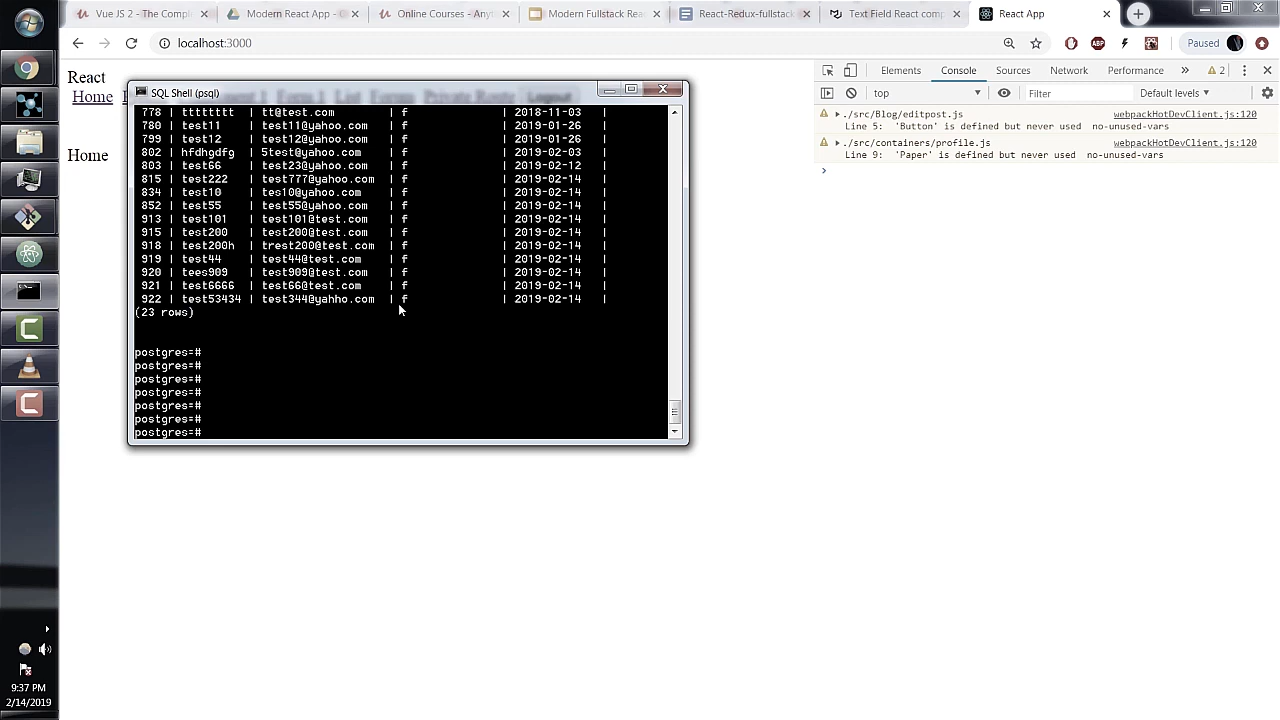 Vue JS 2 - The Comple
Modern React App - G
Online Courses - Anyt
Modern Fullstack Rea
React-Redux-fullstack
Text Field React comp
React App
localhost:3000
Paused
React
Home
Home
SQL Shell (psql)
778 | tttttttt | tt@test.com | f | 2018-11-03 |
780 | test11 | test11@yahoo.com | f | 2019-01-26 |
799 | test12 | test12@yahoo.com | f | 2019-01-26 |
802 | hfdhgdfg | 5test@yahoo.com | f | 2019-02-03 |
803 | test66 | test230@yahoo.com | f | 2019-02-12 |
815 | test222 | test777@yahoo.com | f | 2019-02-14 |
834 | test10 | tes10@yahoo.com | f | 2019-02-14 |
852 | test55 | test55@yahoo.com | f | 2019-02-14 |
913 | test101 | test101@test.com | f | 2019-02-14 |
915 | test200 | test200@test.com | f | 2019-02-14 |
918 | test200h | trest200@test.com | f | 2019-02-14 |
919 | test44 | test44@test.com | f | 2019-02-14 |
920 | tees909 | test909@test.com | f | 2019-02-14 |
921 | test6666 | test66@test.com | f | 2019-02-14 |
922 | test53434 | test344@yahho.com | f | 2019-02-14 |
(23 rows)
postgres=#
postgres=#
postgres=#
postgres=#
postgres=#
postgres=#
postgres=#
Elements Console Sources Network Performance » 2
top Filter Default levels
./src/Blog/editpost.js webpackHotDevClient.js:120
Line 5: 'Button' is defined but never used no-unused-vars
./src/containers/profile.js webpackHotDevClient.js:120
Line 9: 'Paper' is defined but never used no-unused-vars
ABP
9:37 PM
2/14/2019